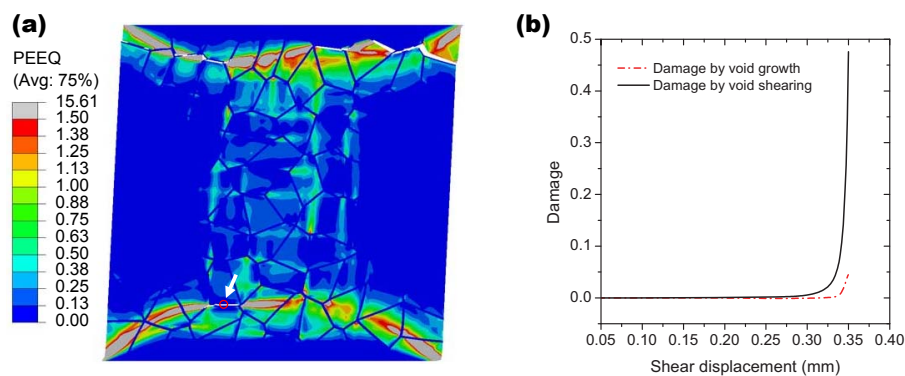 (a)
PEEQ
(Avg: 75%)
15.61
1.50
1.38
1.25
1.13
1.00
0.88
0.75
0.63
0.50
0.38
0.25
0.13
0.00
(b)
0.5
0.4
0.3
0.2
0.1
0.0
Damage
Damage by void growth
Damage by void shearing
0.05 0.10 0.15 0.20 0.25 0.30 0.35 0.40
Shear displacement (mm)